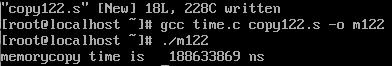 "copy122.s" [New] 18L, 228C written
[root@localhost ~]# gcc time.c copy122.s -o m122
[root@localhost ~]# ./m122
memorycopy time is   188633869 ns